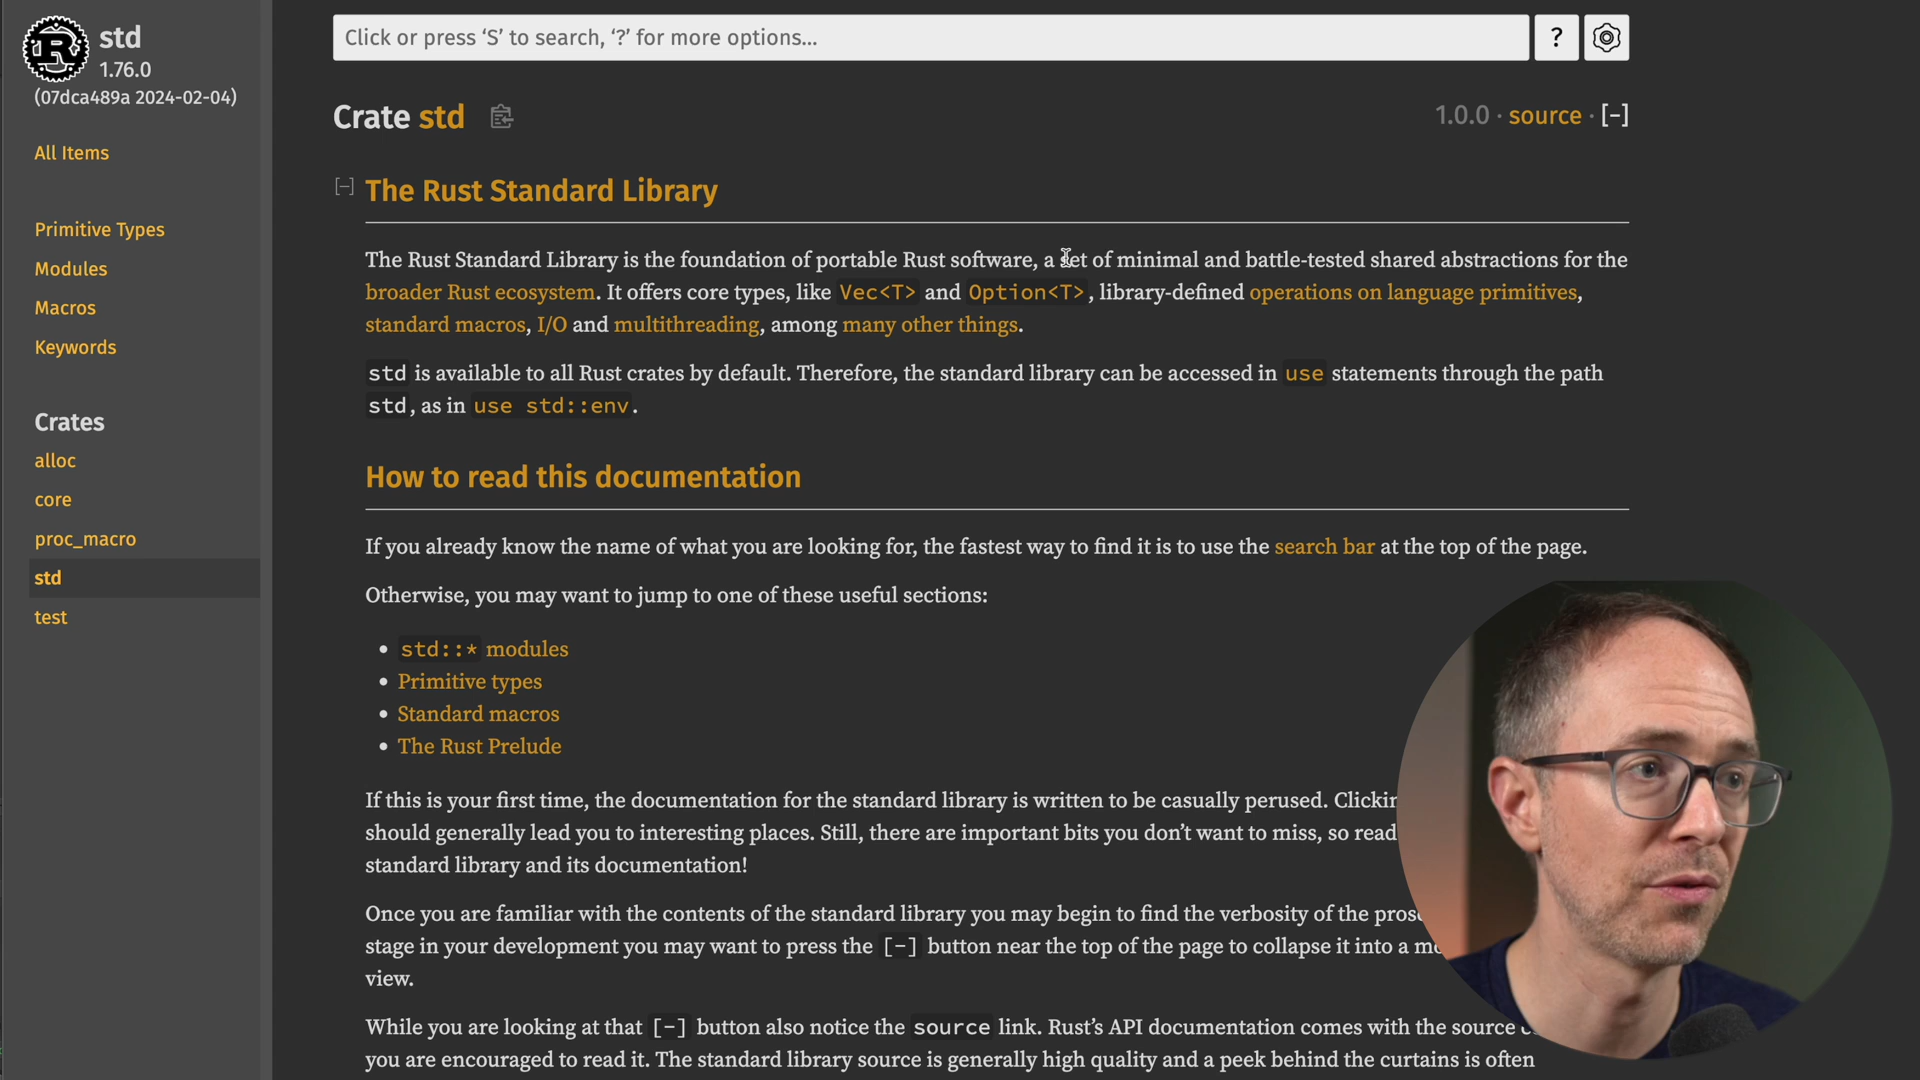 std
1.76.0
(07dca489a 2024-02-04)
All Items
Primitive Types
Modules
Macros
Keywords
Crates
alloc
core
proc_macro
std
test
Click or press ‘S’ to search, ‘?’ for more options…
?
Crate std
1.0.0 · source · [-]
[-] The Rust Standard Library
The Rust Standard Library is the foundation of portable Rust software, a set of minimal and battle-tested shared abstractions for the
broader Rust ecosystem. It offers core types, like Vec<T> and Option<T>, library-defined operations on language primitives,
standard macros, I/O and multithreading, among many other things.
std is available to all Rust crates by default. Therefore, the standard library can be accessed in use statements through the path
std, as in use std::env.
How to read this documentation
If you already know the name of what you are looking for, the fastest way to find it is to use the search bar at the top of the page.
Otherwise, you may want to jump to one of these useful sections:
• std::* modules
• Primitive types
• Standard macros
• The Rust Prelude
If this is your first time, the documentation for the standard library is written to be casually perused.
should generally lead you to interesting places. Still, there are important bits you don’t want to miss, so read
standard library and its documentation!
Once you are familiar with the contents of the standard library you may begin to find the verbosity of the
stage in your development you may want to press the [-] button near the top of the page to collapse it into a
view.
While you are looking at that [-] button also notice the source link. Rust’s API documentation comes with the source
you are encouraged to read it. The standard library source is generally high quality and a peek behind the curtains is often